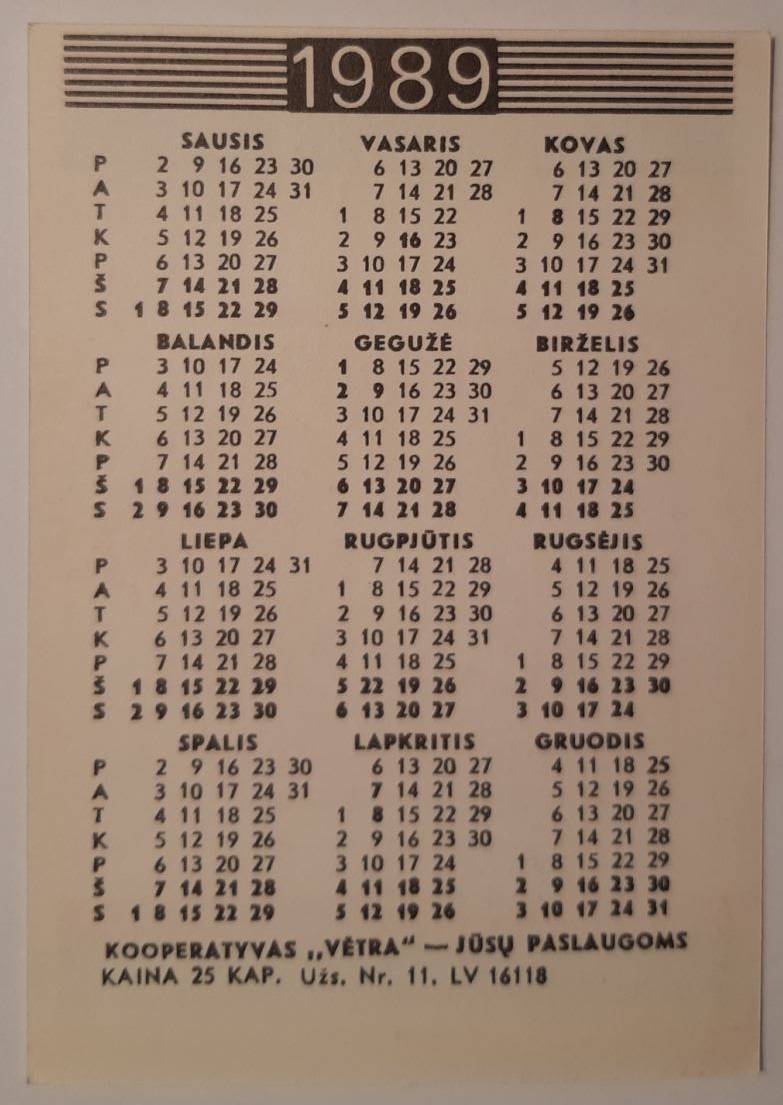 1989
SAUSIS VASARIS KOVAS
P 2 9 16 23 30 6 13 20 27 6 13 20 27
A 3 10 17 24 31 7 14 21 28 7 14 21 28
T 4 11 18 25 1 8 15 22 1 8 15 22 29
K 5 12 19 26 2 9 16 23 2 9 16 23 30
P 6 13 20 27 3 10 17 24 3 10 17 24 31
Š 7 14 21 28 4 11 18 25 4 11 18 25
S 1 8 15 22 29 5 12 19 26 5 12 19 26
BALANDIS GEGUŽĖ BIRŽELIS
P 3 10 17 24 1 8 15 22 29 5 12 19 26
A 4 11 18 25 2 9 16 23 30 6 13 20 27
T 5 12 19 26 3 10 17 24 31 7 14 21 28
K 6 13 20 27 4 11 18 25 1 8 15 22 29
P 7 14 21 28 5 12 19 26 2 9 16 23 30
Š 1 8 15 22 29 6 13 20 27 3 10 17 24
S 2 9 16 23 30 7 14 21 28 4 11 18 25
LIEPA RUGPJŪTIS RUGSĖJIS
P 3 10 17 24 31 7 14 21 28 4 11 18 25
A 4 11 18 25 1 8 15 22 29 5 12 19 26
T 5 12 19 26 2 9 16 23 30 6 13 20 27
K 6 13 20 27 3 10 17 24 31 7 14 21 28
P 7 14 21 28 4 11 18 25 1 8 15 22 29
Š 1 8 15 22 29 5 22 19 26 2 9 16 23 30
S 2 9 16 23 30 6 13 20 27 3 10 17 24
SPALIS LAPKRITIS GRUODIS
P 2 9 16 23 30 6 13 20 27 4 11 18 25
A 3 10 17 24 31 7 14 21 28 5 12 19 26
T 4 11 18 25 1 8 15 22 29 6 13 20 27
K 5 12 19 26 2 9 16 23 30 7 14 21 28
P 6 13 20 27 3 10 17 24 1 8 15 22 29
Š 7 14 21 28 4 11 18 25 2 9 16 23 30
S 1 8 15 22 29 5 12 19 26 3 10 17 24 31
KOOPERATYVAS „VĖTRA“ — JŪSŲ PASLAUGOMS
KAINA 25 KAP. Užs. Nr. 11. LV 16118